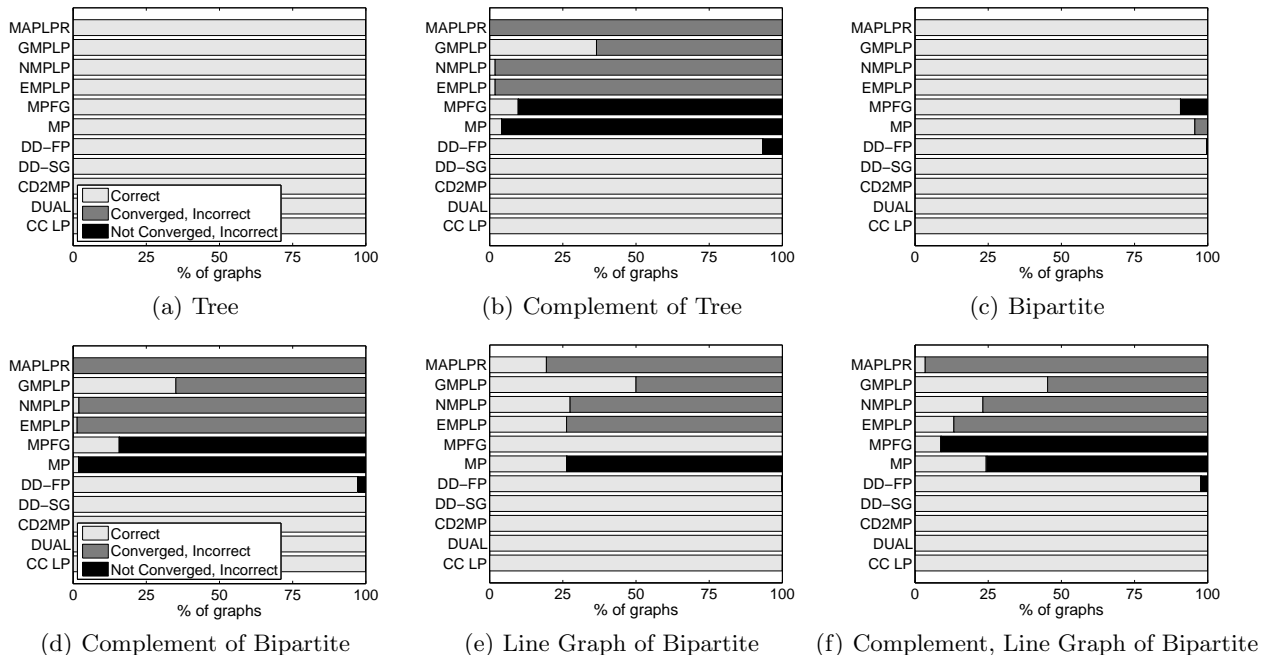 MAPLPR
GMPLP
NMPLP
EMPLP
MPFG
MP
DD−FP
DD−SG
CD2MP
DUAL
CC LP
Correct
Converged, Incorrect
Not Converged, Incorrect
0 25 50 75 100
% of graphs
(a) Tree
MAPLPR
GMPLP
NMPLP
EMPLP
MPFG
MP
DD−FP
DD−SG
CD2MP
DUAL
CC LP
0 25 50 75 100
% of graphs
(b) Complement of Tree
MAPLPR
GMPLP
NMPLP
EMPLP
MPFG
MP
DD−FP
DD−SG
CD2MP
DUAL
CC LP
0 25 50 75 100
% of graphs
(c) Bipartite
MAPLPR
GMPLP
NMPLP
EMPLP
MPFG
MP
DD−FP
DD−SG
CD2MP
DUAL
CC LP
Correct
Converged, Incorrect
Not Converged, Incorrect
0 25 50 75 100
% of graphs
(d) Complement of Bipartite
MAPLPR
GMPLP
NMPLP
EMPLP
MPFG
MP
DD−FP
DD−SG
CD2MP
DUAL
CC LP
0 25 50 75 100
% of graphs
(e) Line Graph of Bipartite
MAPLPR
GMPLP
NMPLP
EMPLP
MPFG
MP
DD−FP
DD−SG
CD2MP
DUAL
CC LP
0 25 50 75 100
% of graphs
(f) Complement, Line Graph of Bipartite